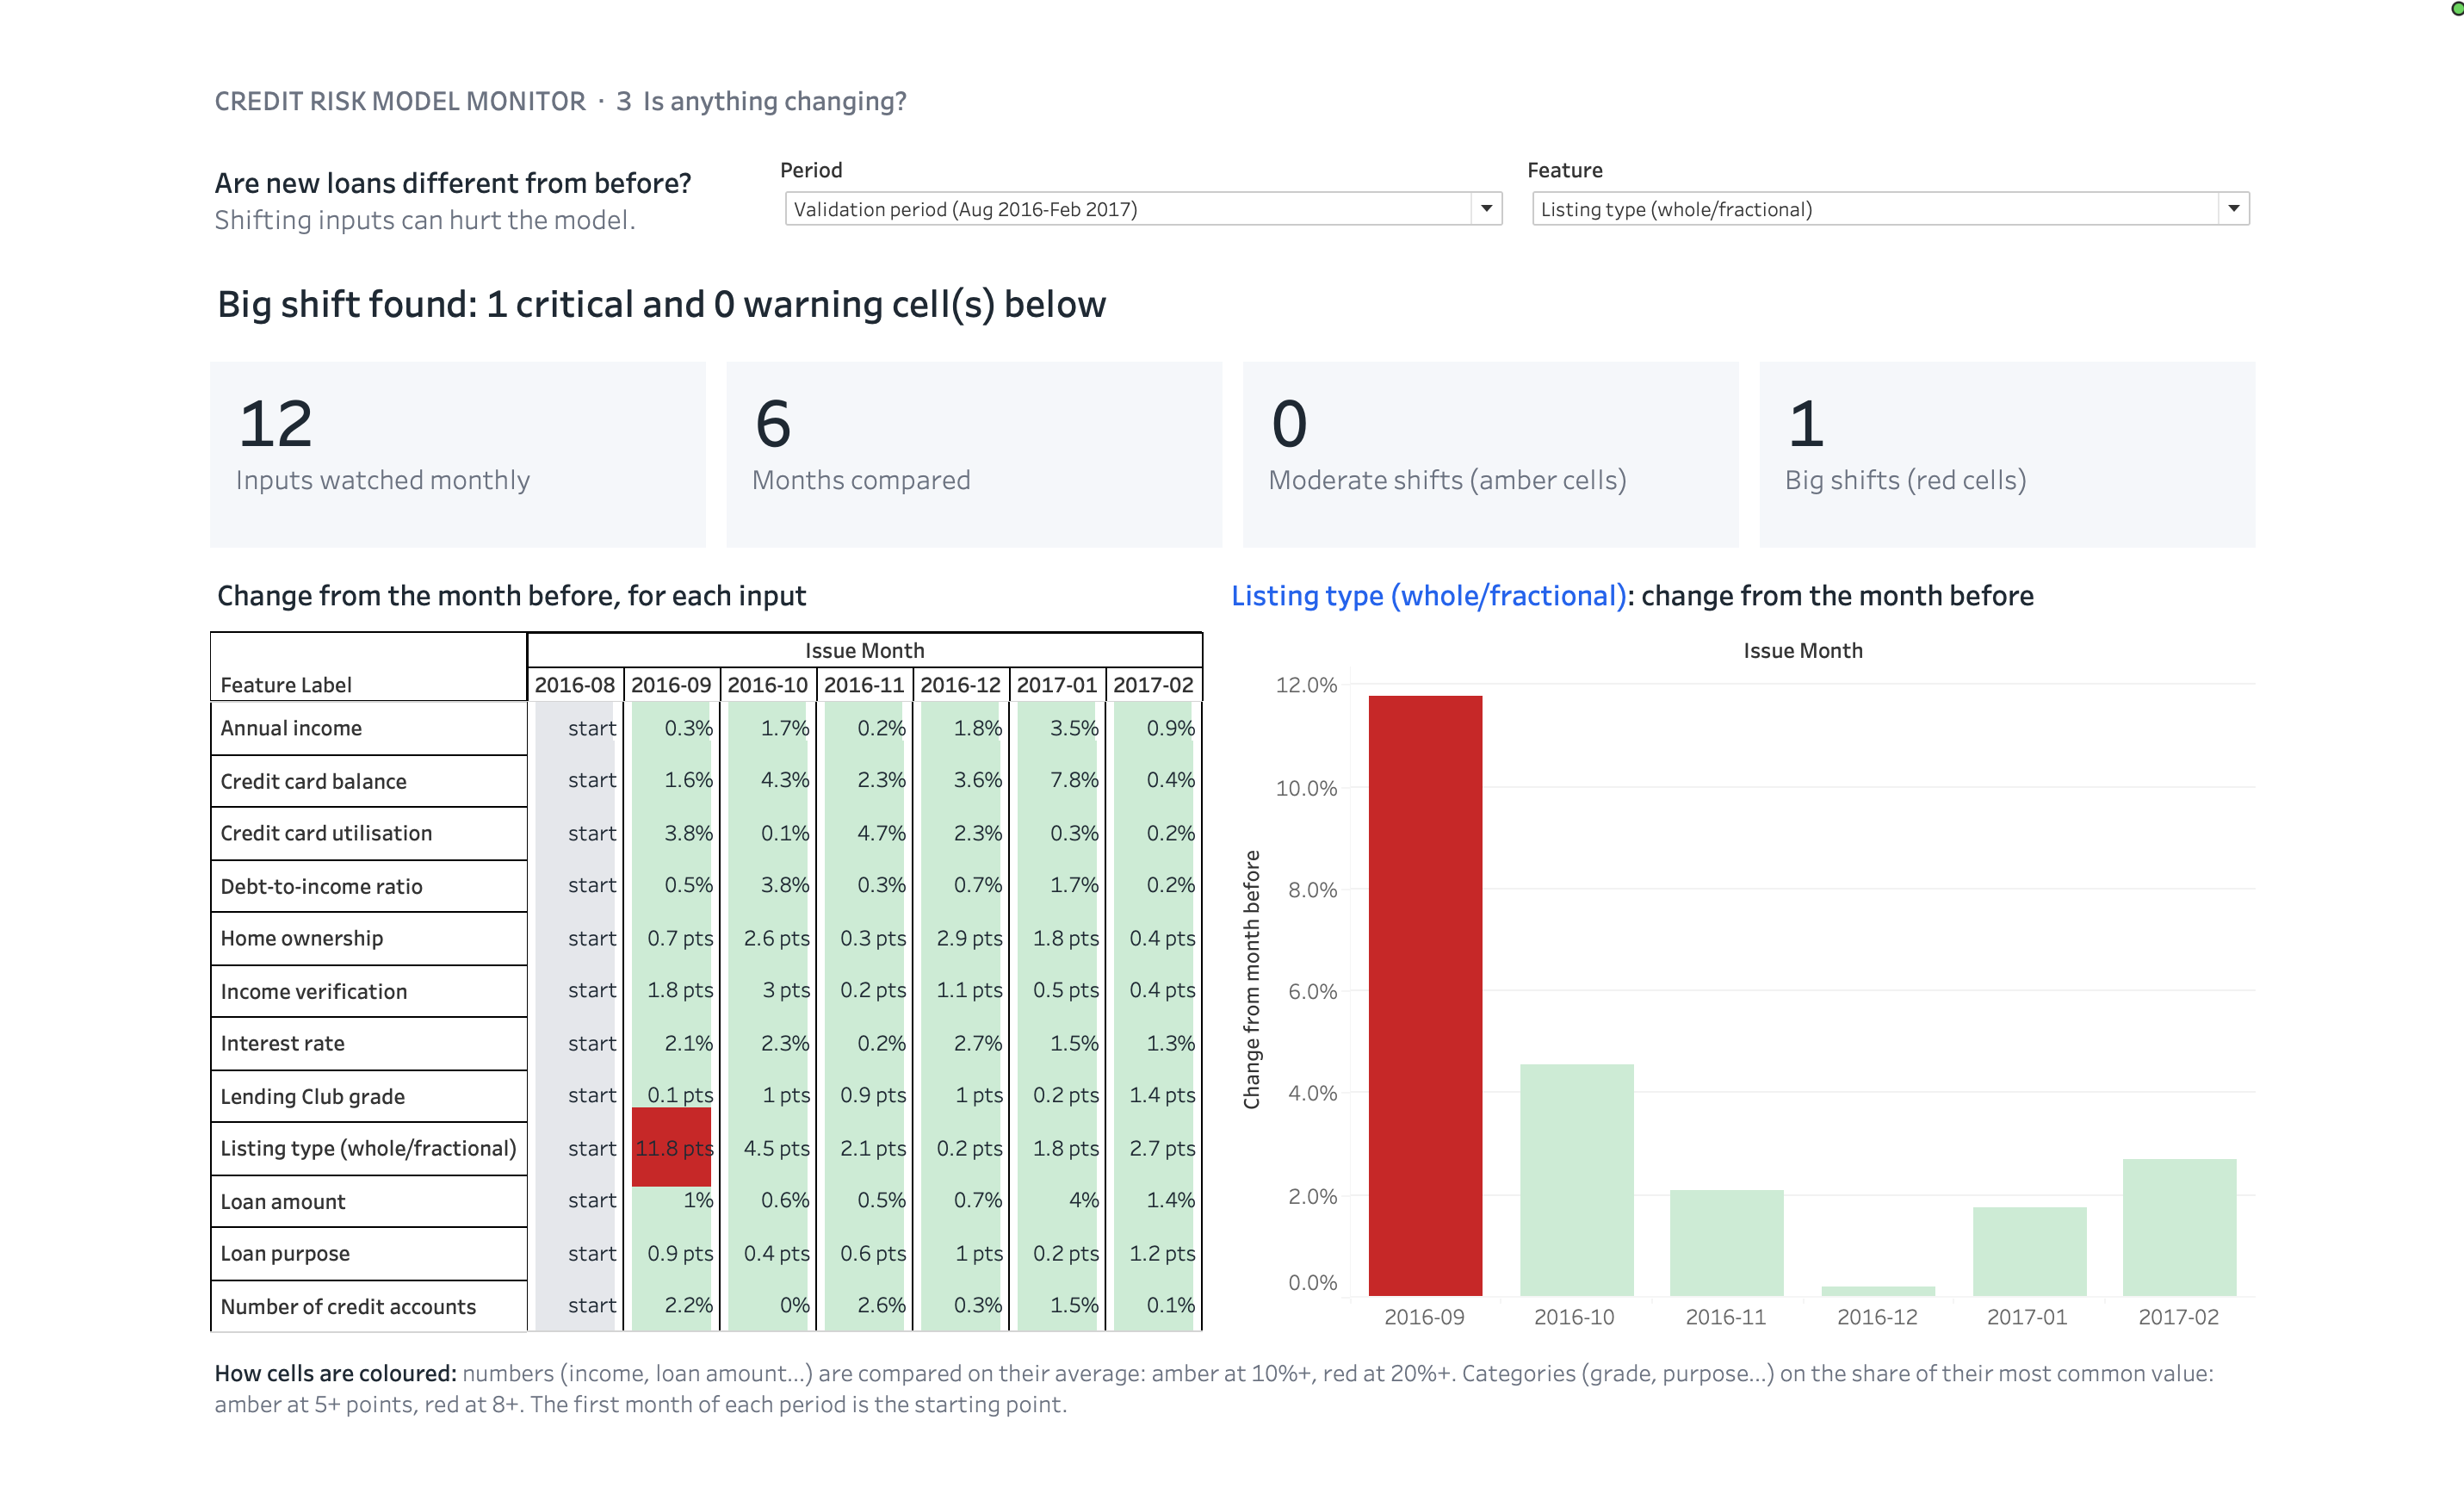 CREDIT RISK MODEL MONITOR · 3 Is anything changing?
Are new loans different from before?
Shifting inputs can hurt the model.
Period
Validation period (Aug 2016-Feb 2017)
Feature
Listing type (whole/fractional)
Big shift found: 1 critical and 0 warning cell(s) below
12
Inputs watched monthly
6
Months compared
0
Moderate shifts (amber cells)
1
Big shifts (red cells)
Change from the month before, for each input
Issue Month
Feature Label 2016-08 2016-09 2016-10 2016-11 2016-12 2017-01 2017-02
Annual income start 0.3% 1.7% 0.2% 1.8% 3.5% 0.9%
Credit card balance start 1.6% 4.3% 2.3% 3.6% 7.8% 0.4%
Credit card utilisation start 3.8% 0.1% 4.7% 2.3% 0.3% 0.2%
Debt-to-income ratio start 0.5% 3.8% 0.3% 0.7% 1.7% 0.2%
Home ownership start 0.7 pts 2.6 pts 0.3 pts 2.9 pts 1.8 pts 0.4 pts
Income verification start 1.8 pts 3 pts 0.2 pts 1.1 pts 0.5 pts 0.4 pts
Interest rate start 2.1% 2.3% 0.2% 2.7% 1.5% 1.3%
Lending Club grade start 0.1 pts 1 pts 0.9 pts 1 pts 0.2 pts 1.4 pts
Listing type (whole/fractional) start 11.8 pts 4.5 pts 2.1 pts 0.2 pts 1.8 pts 2.7 pts
Loan amount start 1% 0.6% 0.5% 0.7% 4% 1.4%
Loan purpose start 0.9 pts 0.4 pts 0.6 pts 1 pts 0.2 pts 1.2 pts
Number of credit accounts start 2.2% 0% 2.6% 0.3% 1.5% 0.1%
Listing type (whole/fractional): change from the month before
Issue Month
Change from month before
12.0%
10.0%
8.0%
6.0%
4.0%
2.0%
0.0%
2016-09 2016-10 2016-11 2016-12 2017-01 2017-02
How cells are coloured: numbers (income, loan amount...) are compared on their average: amber at 10%+, red at 20%+. Categories (grade, purpose...) on the share of their most common value:
amber at 5+ points, red at 8+. The first month of each period is the starting point.